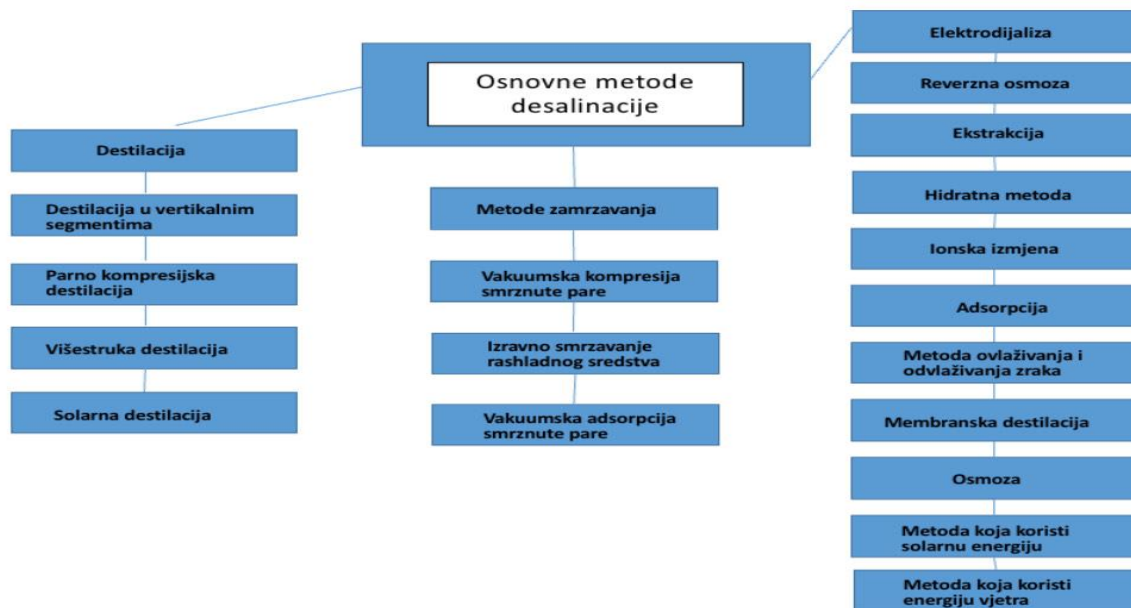 Osnovne metode
desalinacije
Destilacija
Destilacija u vertikalnim
segmentima
Parno kompresijska
destilacija
Višestruka destilacija
Solarna destilacija
Metode zamrzavanja
Vakuumska kompresija
smrznute pare
Izravno smrzavanje
rashladnog sredstva
Vakuumska adsorpcija
smrznute pare
Elektrodijaliza
Reverzna osmoza
Ekstrakcija
Hidratna metoda
Ionska izmjena
Adsorpcija
Metoda ovlaživanja i
odvlaživanja zraka
Membranska destilacija
Osmoza
Metoda koja koristi
solarnu energiju
Metoda koja koristi
energiju vjetra